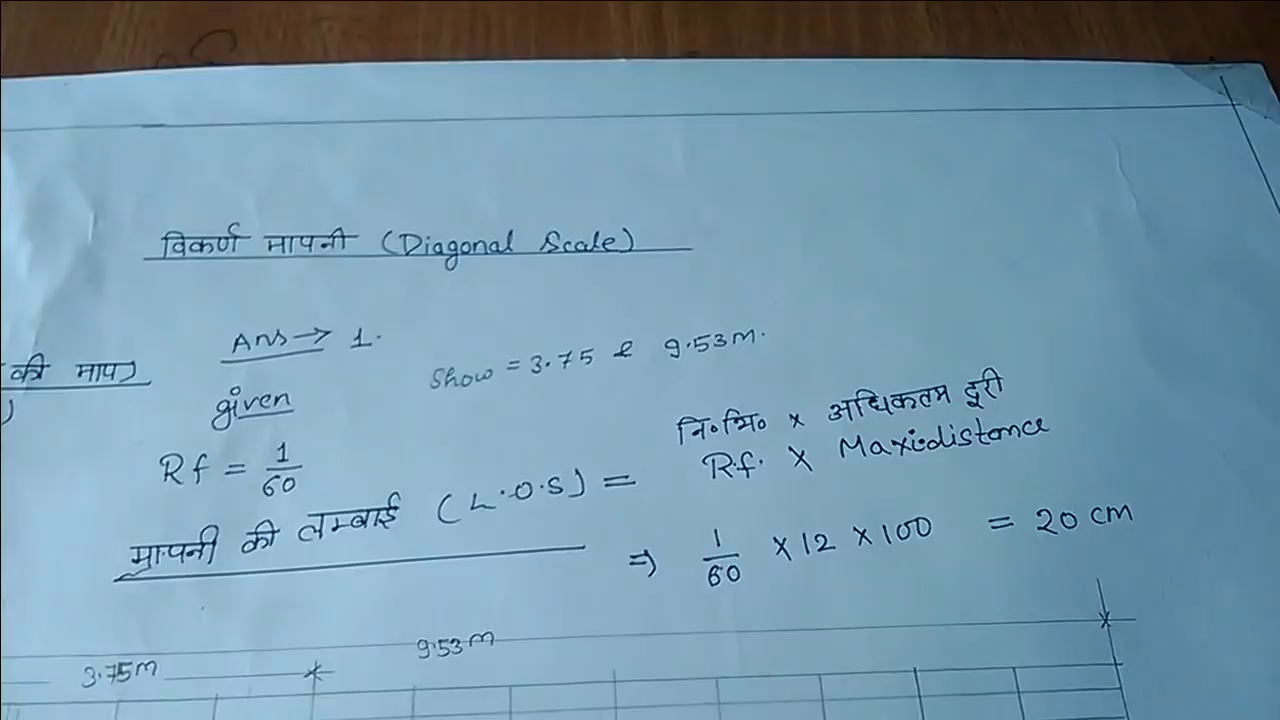 विकर्ण मापनी (Diagonal Scale)
Ans → 1.
की माप)
)
Show = 3.75 & 9.53m.
given
Rf = 1/60
नि०भि० × अधिकतम दूरी
मापनी की लम्बाई (L.O.S) = R.f. × Maxi.distance
⇒ 1/60 × 12 × 100 = 20 cm
9.53m
3.75m